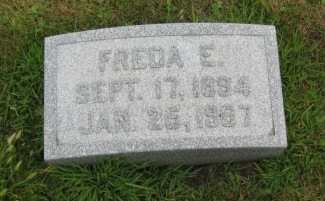 FREDA E.
SEPT. 17, 1894
JAN. 26, 1967